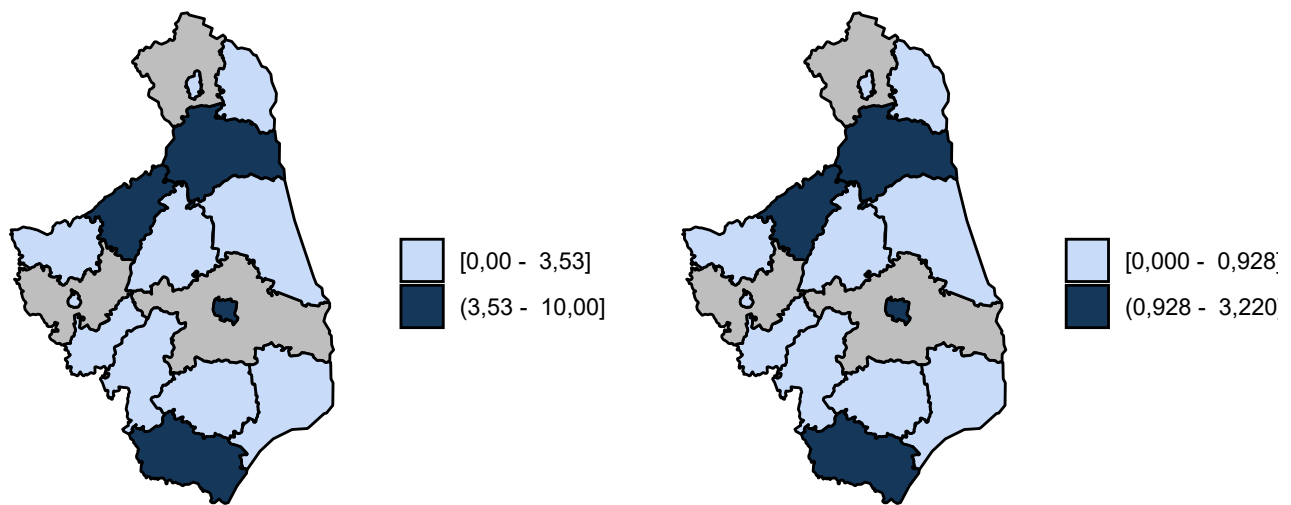 [0,00 - 3,53]
(3,53 - 10,00]
[0,000 - 0,928]
(0,928 - 3,220]